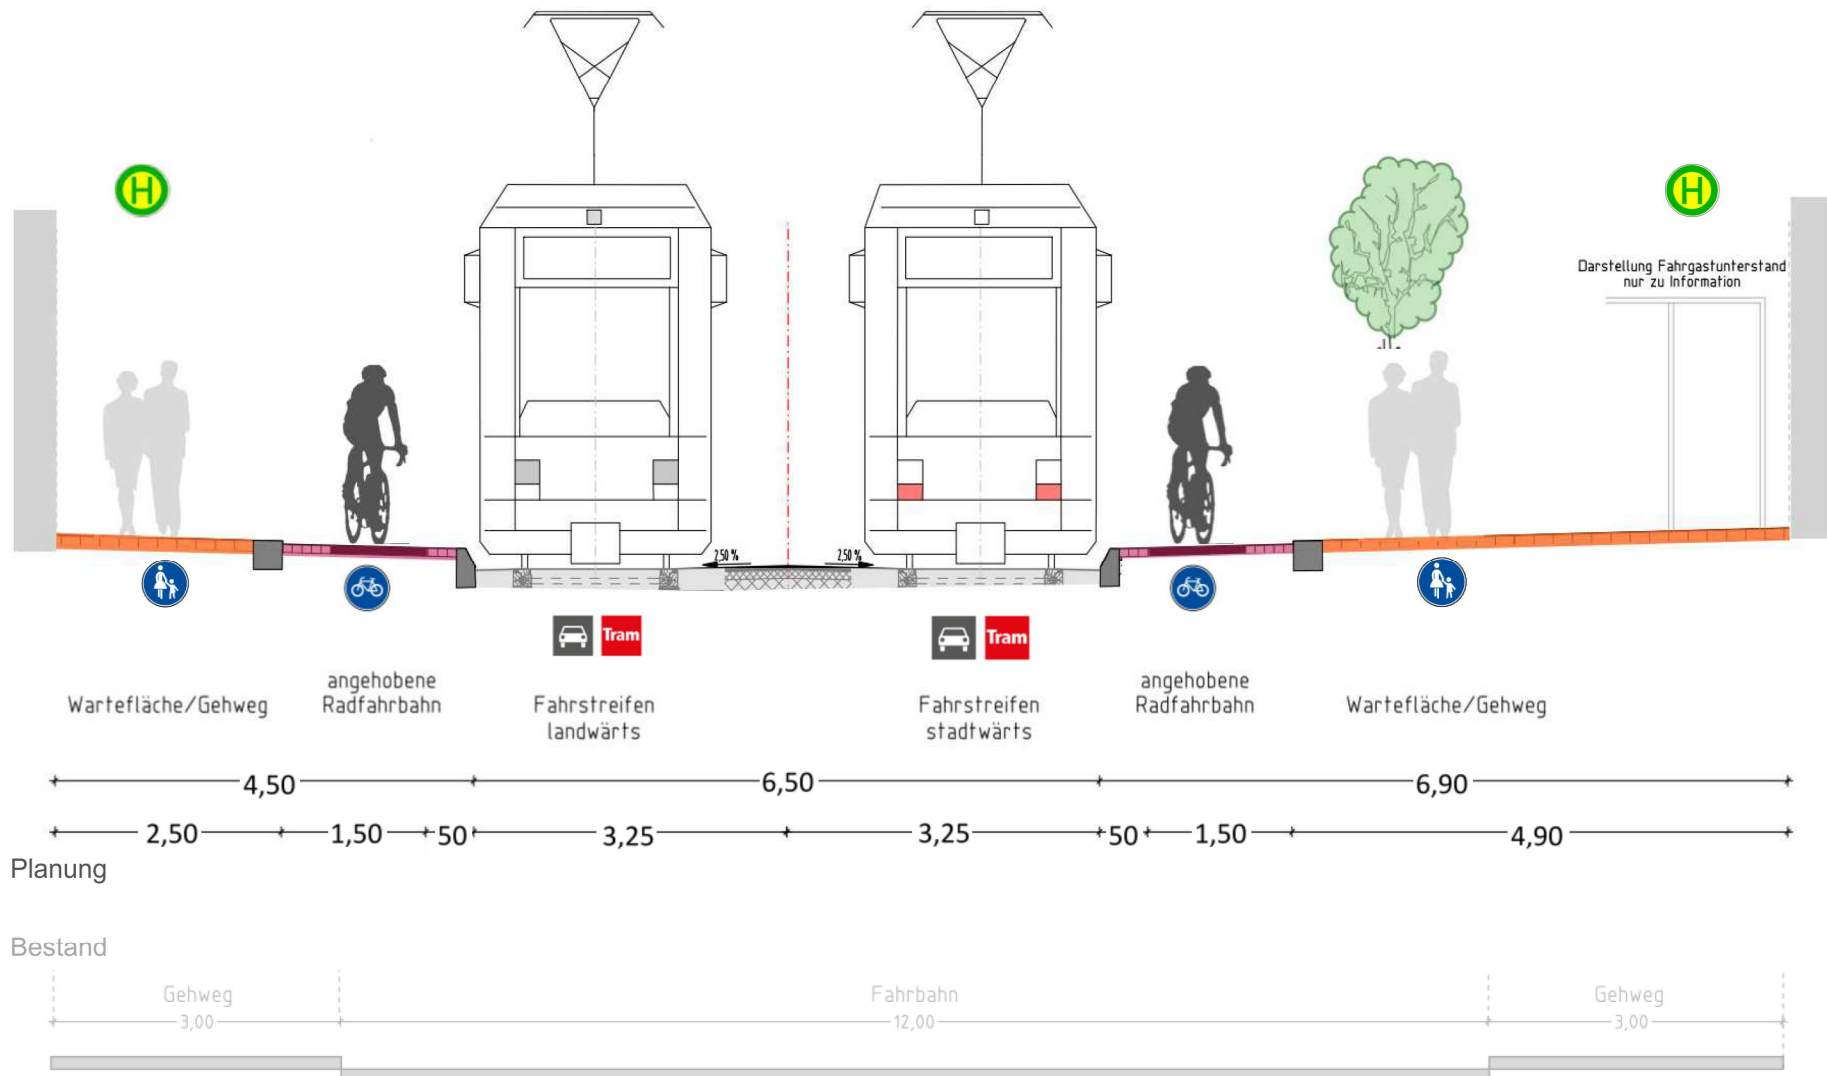 H
H
Darstellung Fahrgastunterstand
nur zu Information
2,50 %
2,50 %
Tram
Tram
Wartefläche/Gehweg
angehobene
Radfahrbahn
Fahrstreifen
landwärts
Fahrstreifen
stadtwärts
angehobene
Radfahrbahn
Wartefläche/Gehweg
4,50
6,50
6,90
2,50
1,50
50
3,25
3,25
50
1,50
4,90
Planung
Bestand
Gehweg
Fahrbahn
Gehweg
3,00
12,00
3,00